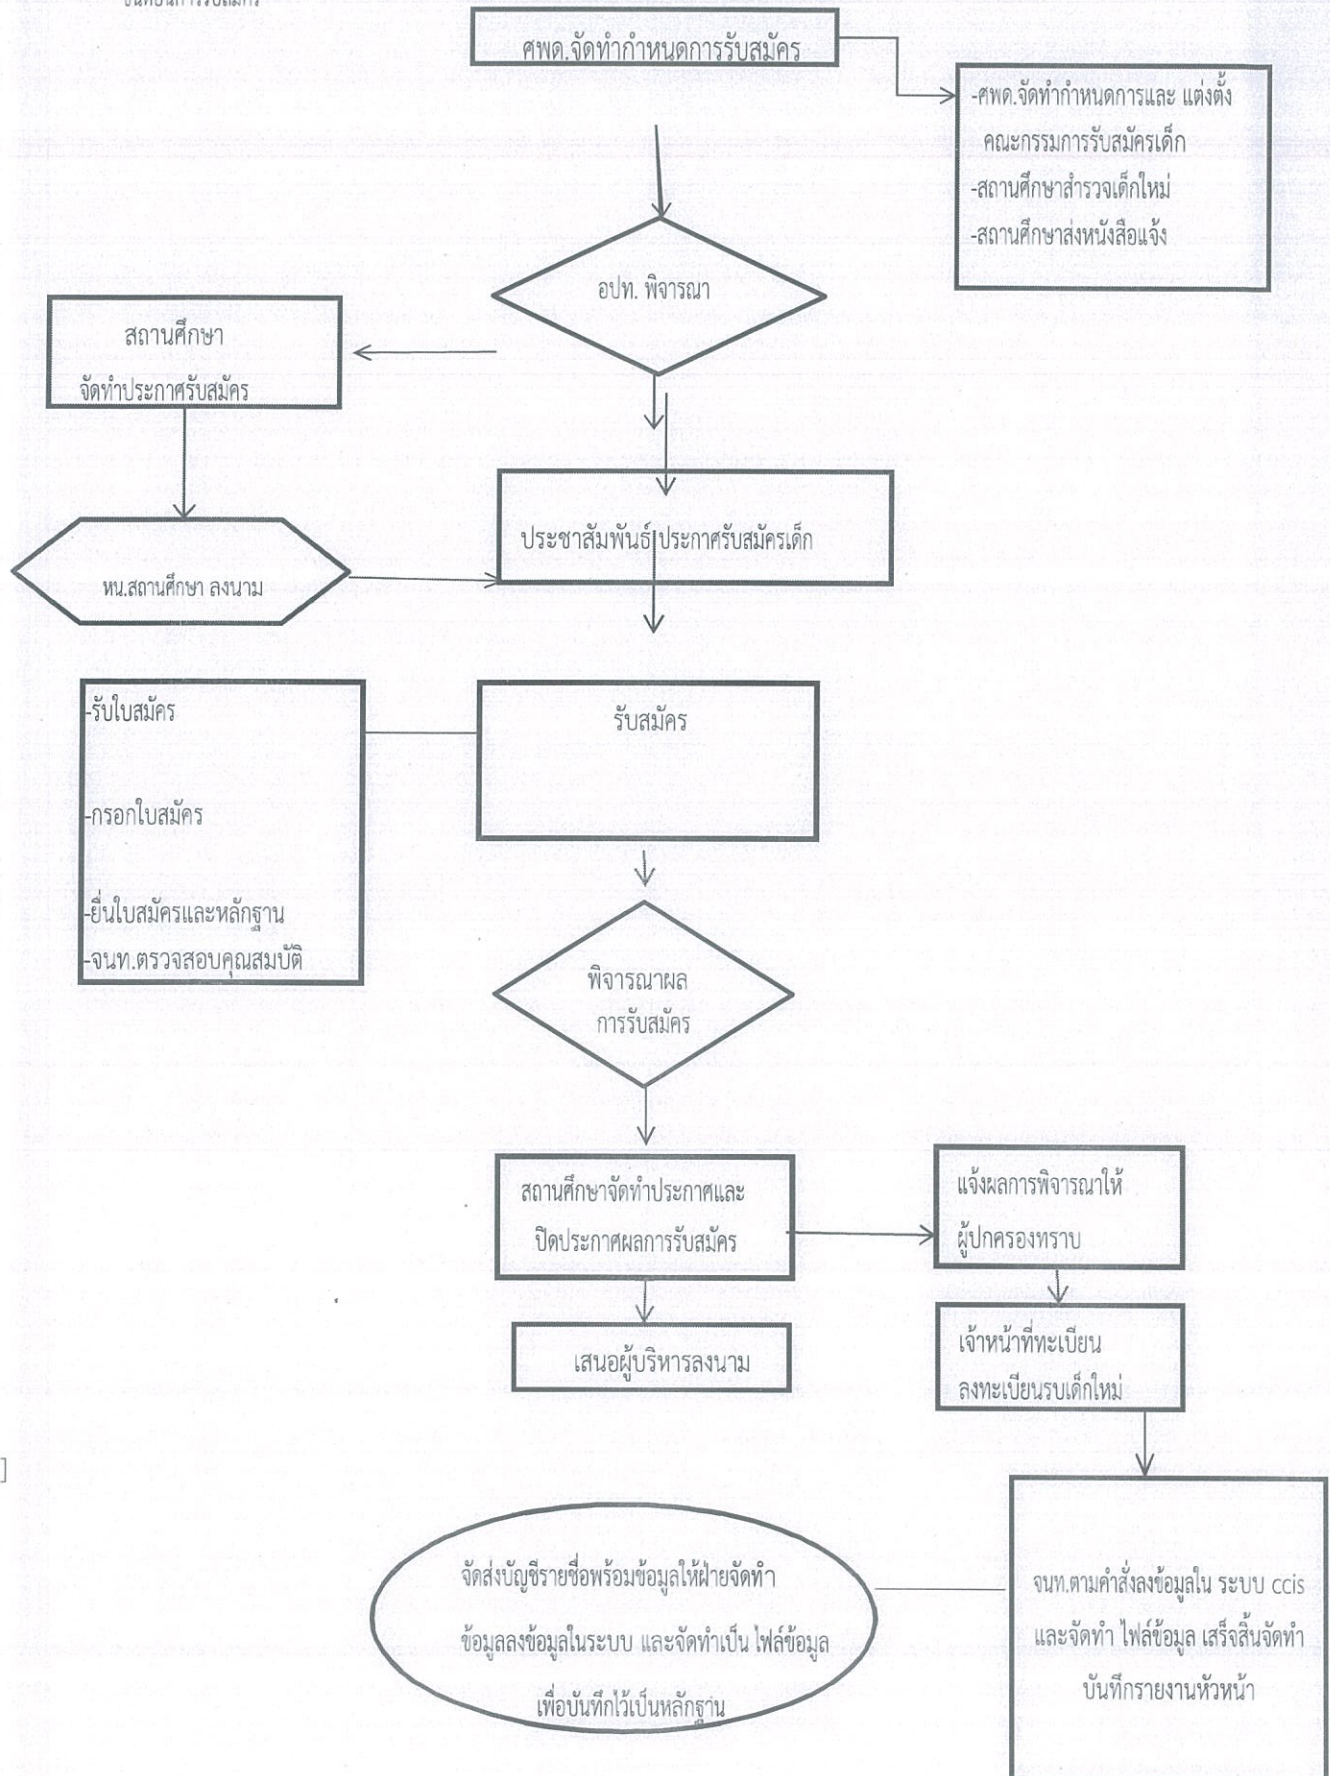 ศพด.จัดทำกำหนดการรับสมัคร
-ศพด.จัดทำกำหนดการและ แต่งตั้ง
คณะกรรมการรับสมัครเด็ก
-สถานศึกษาสำรวจเด็กใหม่
-สถานศึกษาส่งหนังสือแจ้ง
อปท. พิจารณา
สถานศึกษา
จัดทำประกาศรับสมัคร
ประชาสัมพันธ์ ประกาศรับสมัครเด็ก
หน.สถานศึกษา ลงนาม
รับสมัคร
-รับใบสมัคร
-กรอกใบสมัคร
-ยื่นใบสมัครและหลักฐาน
-จนท.ตรวจสอบคุณสมบัติ
พิจารณาผล
การรับสมัคร
สถานศึกษาจัดทำประกาศและ
ปิดประกาศผลการรับสมัคร
แจ้งผลการพิจารณาให้
ผู้ปกครองทราบ
เสนอผู้บริหารลงนาม
เจ้าหน้าที่ทะเบียน
ลงทะเบียนรบเด็กใหม่
]
จัดส่งบัญชีรายชื่อพร้อมข้อมูลให้ฝ่ายจัดทำ
ข้อมูลลงข้อมูลในระบบ และจัดทำเป็น ไฟล์ข้อมูล
เพื่อบันทึกไว้เป็นหลักฐาน
จนท.ตามคำสั่งลงข้อมูลใน ระบบ ccis
และจัดทำ ไฟล์ข้อมูล เสร็จสิ้นจัดทำ
บันทึกรายงานหัวหน้า